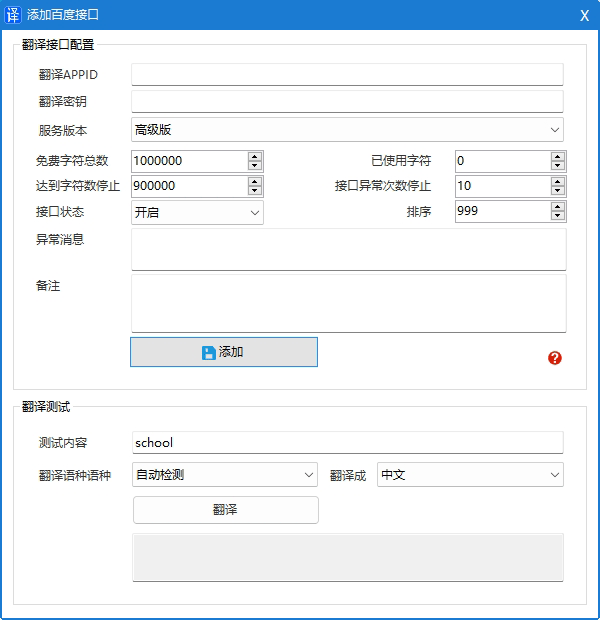 译 添加百度接口 X
翻译接口配置
翻译APPID
翻译密钥
服务版本 高级版
免费字符总数 1000000 已使用字符 0
达到字符数停止 900000 接口异常次数停止 10
接口状态 开启 排序 999
异常消息
备注
添加 ?
翻译测试
测试内容 school
翻译语种语种 自动检测 翻译成 中文
翻译